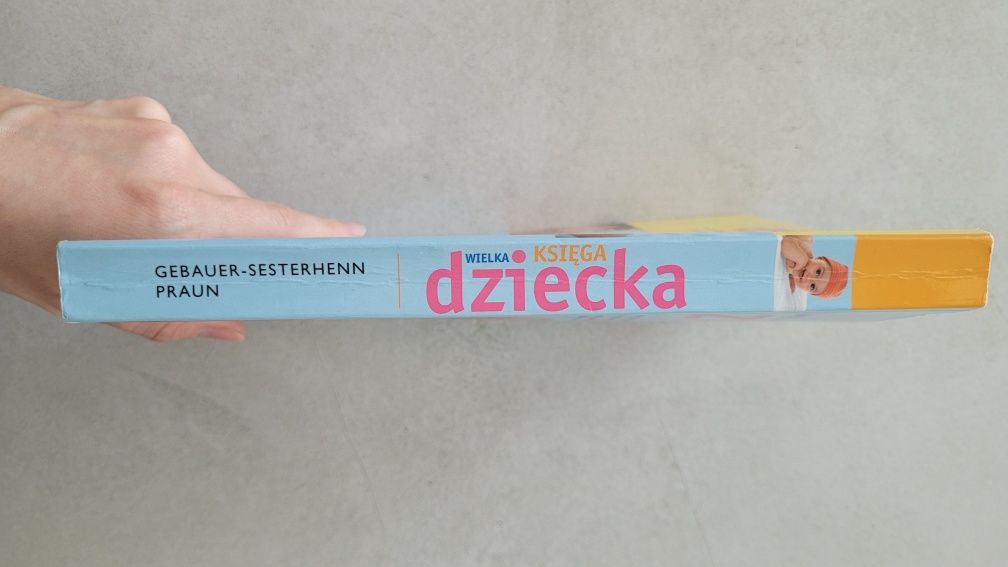 GEBAUER-SESTERHENN
PRAUN
WIELKA KSIĘGA
dziecka